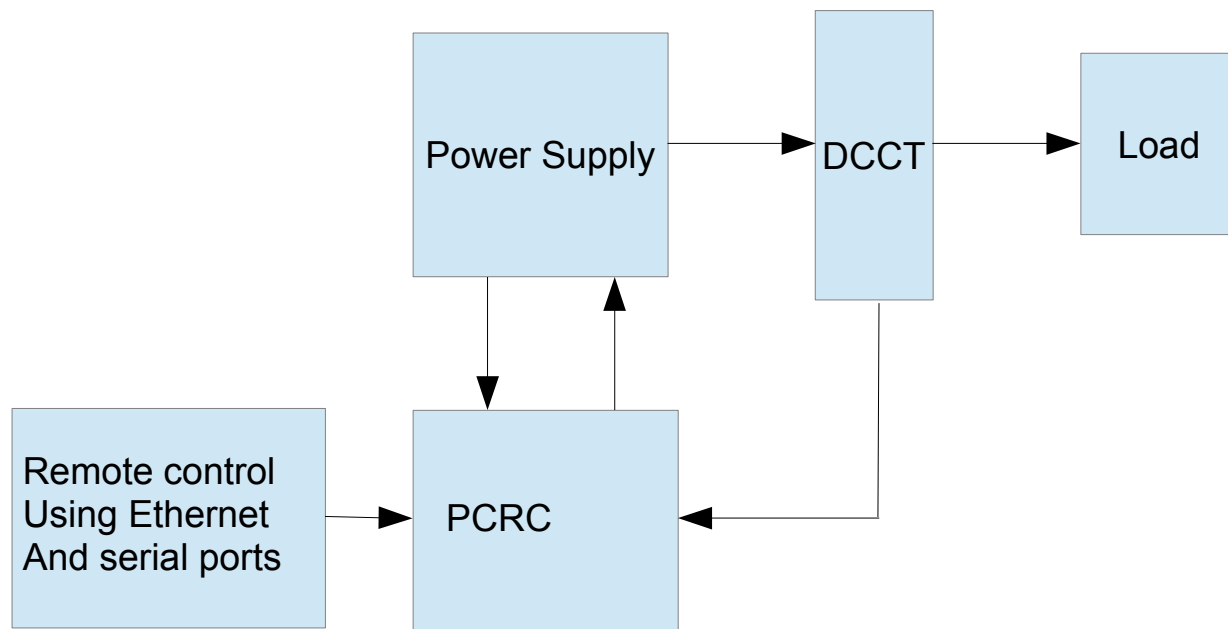 Power Supply
DCCT
Load
Remote control
Using Ethernet
And serial ports
PCRC